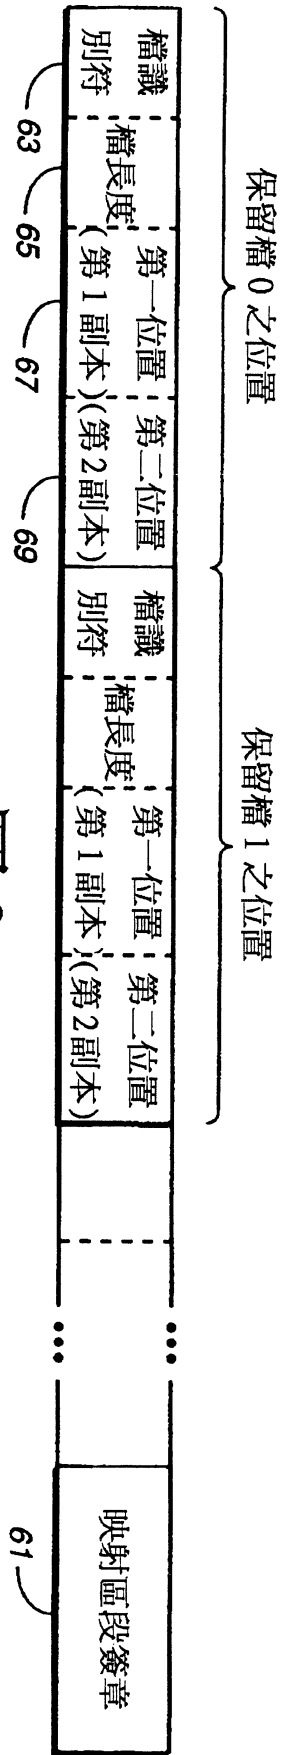 保留檔 0 之位置
保留檔 1 之位置
檔識
別符
檔長度
第一位置
(第1副本)
第二位置
(第2副本)
檔識
別符
檔長度
第一位置
(第1副本)
第二位置
(第2副本)
映射區段簽章
63
65
67
69
61